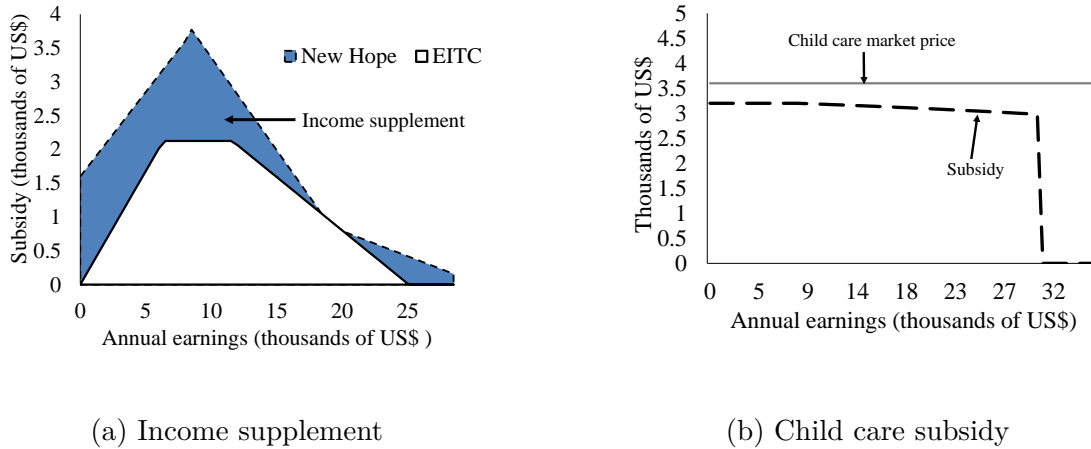 Subsidy (thousands of US$)
4
3.5
3
2.5
2
1.5
1
0.5
0
New Hope EITC
Income supplement
0 5 10 15 20 25
Annual earnings (thousands of US$ )
(a) Income supplement
Thousands of US$
5
4.5
4
3.5
3
2.5
2
1.5
1
0.5
0
Child care market price
Subsidy
0 5 9 14 18 23 27 32
Annual earnings (thousands of US$)
(b) Child care subsidy